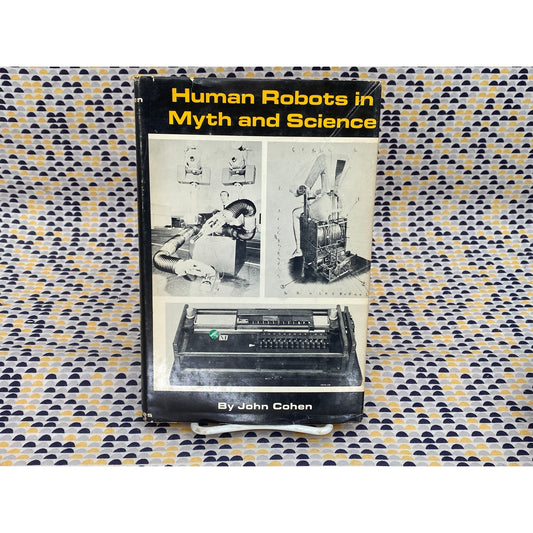 Human Robots in
Myth and Science
By John Cohen